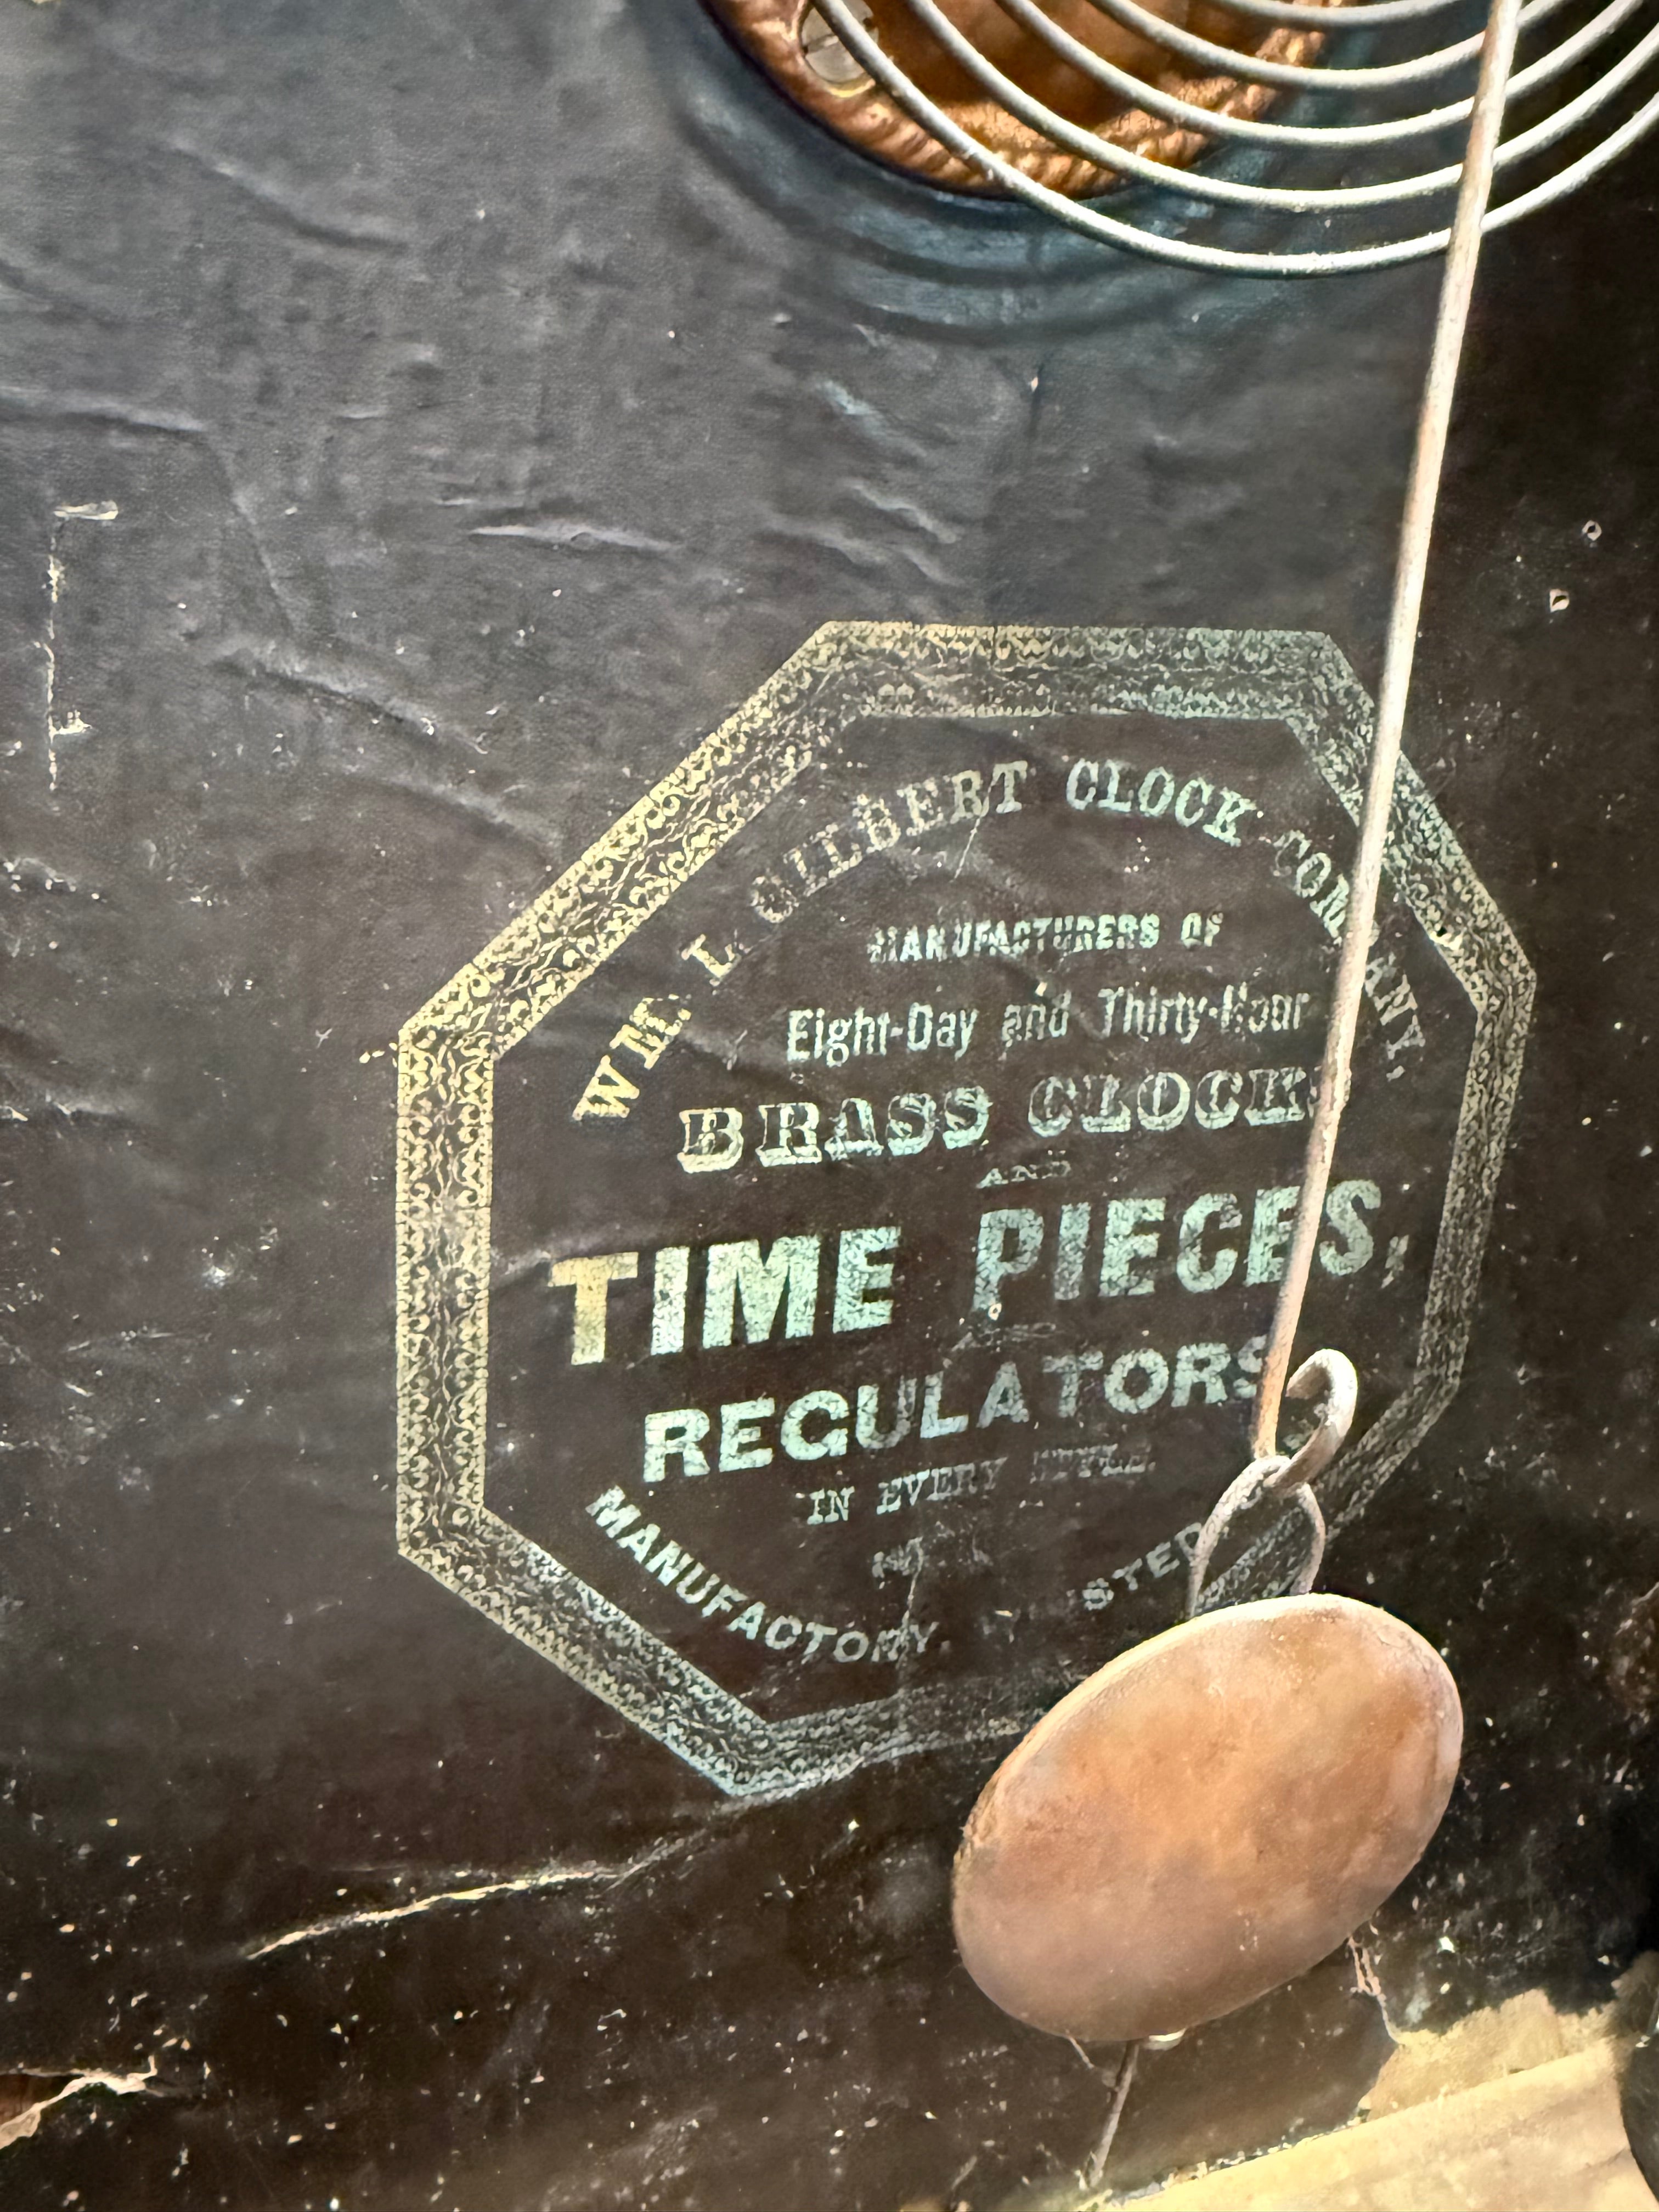 WM. L. GILBERT CLOCK COMPANY,
MANUFACTURERS OF
Eight-Day and Thirty-Hour
BRASS CLOCKS
AND
TIME PIECES,
REGULATORS
IN EVERY STYLE.
MANUFACTORY,